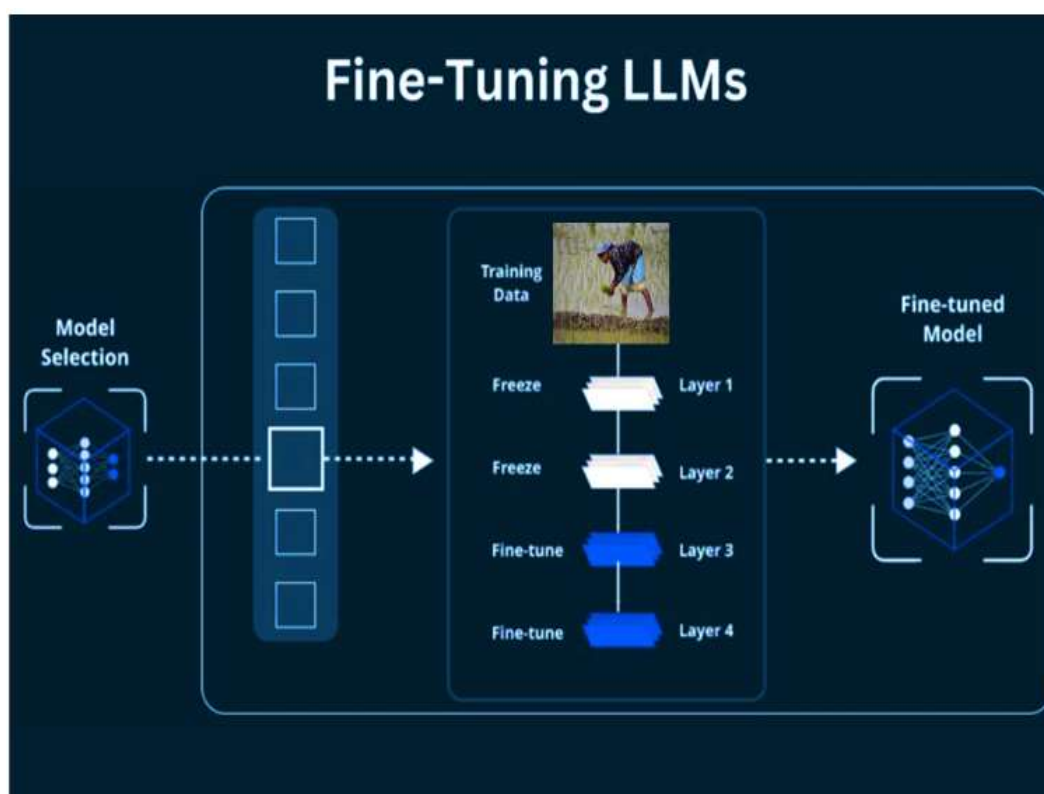 Fine-Tuning LLMs
Model
Selection
Training
Data
Freeze
Layer 1
Freeze
Layer 2
Fine-tune
Layer 3
Fine-tune
Layer 4
Fine-tuned
Model